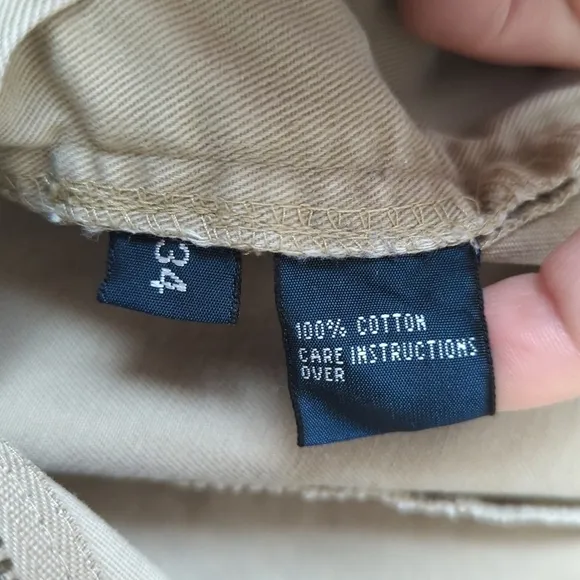 34
100% COTTON
CARE INSTRUCTIONS
OVER